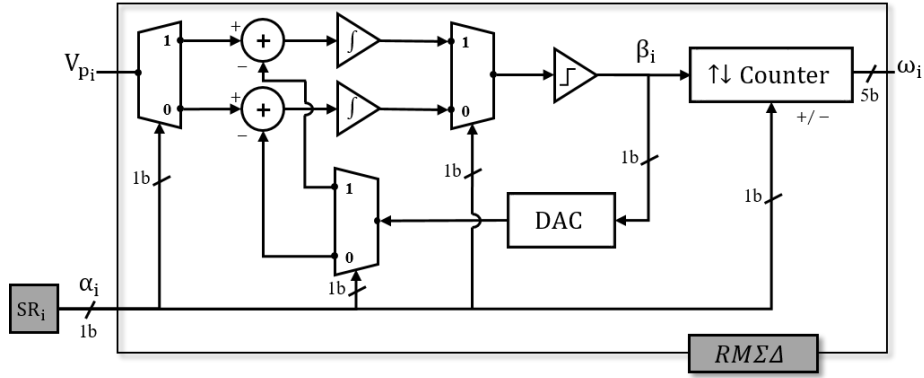 1
+
+
∫
1
β_i
V_{p_i}
−
↑↓ Counter
ω_i
0
+
+
∫
0
5b
−
+/−
1b
1
1b
1b
DAC
0
α_i
1b
SR_i
1b
RMΣΔ